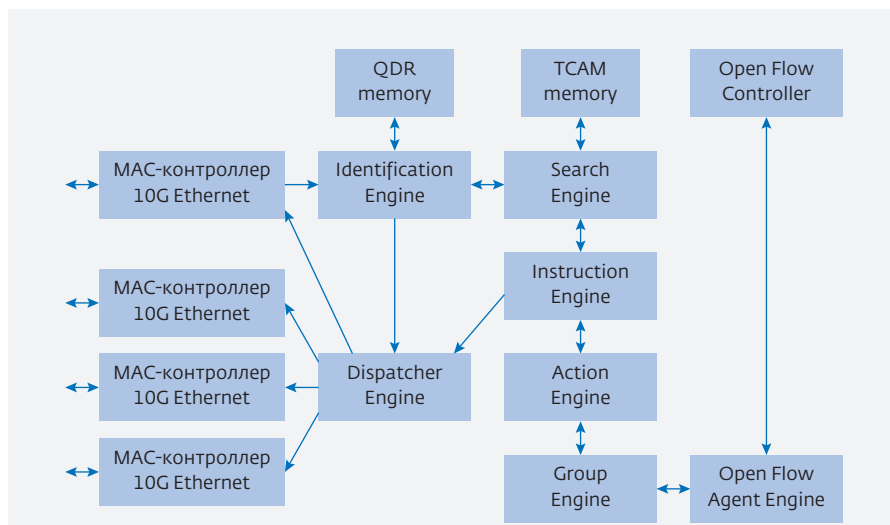 QDR
memory
TCAM
memory
Open Flow
Controller
MAC-контроллер
10G Ethernet
Identification
Engine
Search
Engine
Instruction
Engine
MAC-контроллер
10G Ethernet
MAC-контроллер
10G Ethernet
Dispatcher
Engine
Action
Engine
MAC-контроллер
10G Ethernet
Group
Engine
Open Flow
Agent Engine